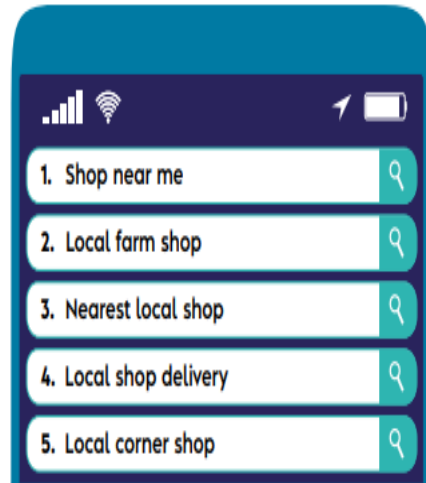 1. Shop near me
2. Local farm shop
3. Nearest local shop
4. Local shop delivery
5. Local corner shop